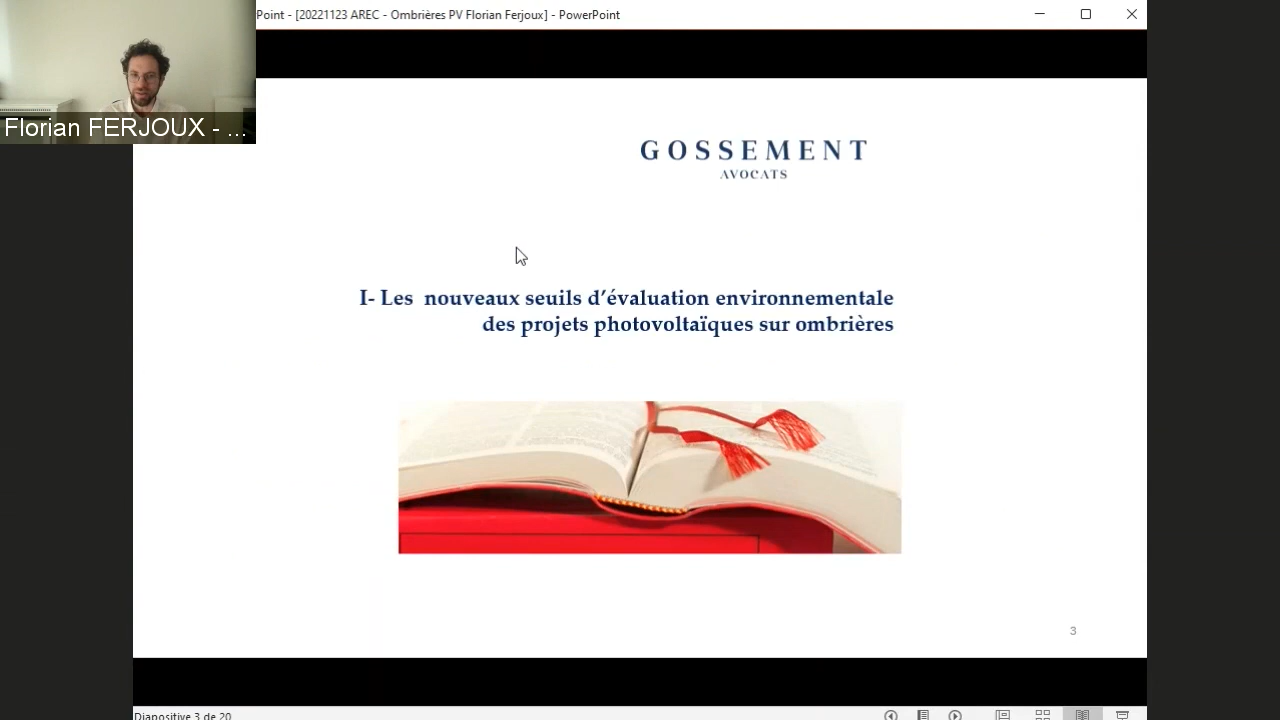 Point - [20221123 AREC - Ombrières PV Florian Ferjoux] - PowerPoint
Florian FERJOUX - ...
GOSSEMENT
AVOCATS
I- Les nouveaux seuils d’évaluation environnementale
des projets photovoltaïques sur ombrières
3
Diapositive 3 de 20